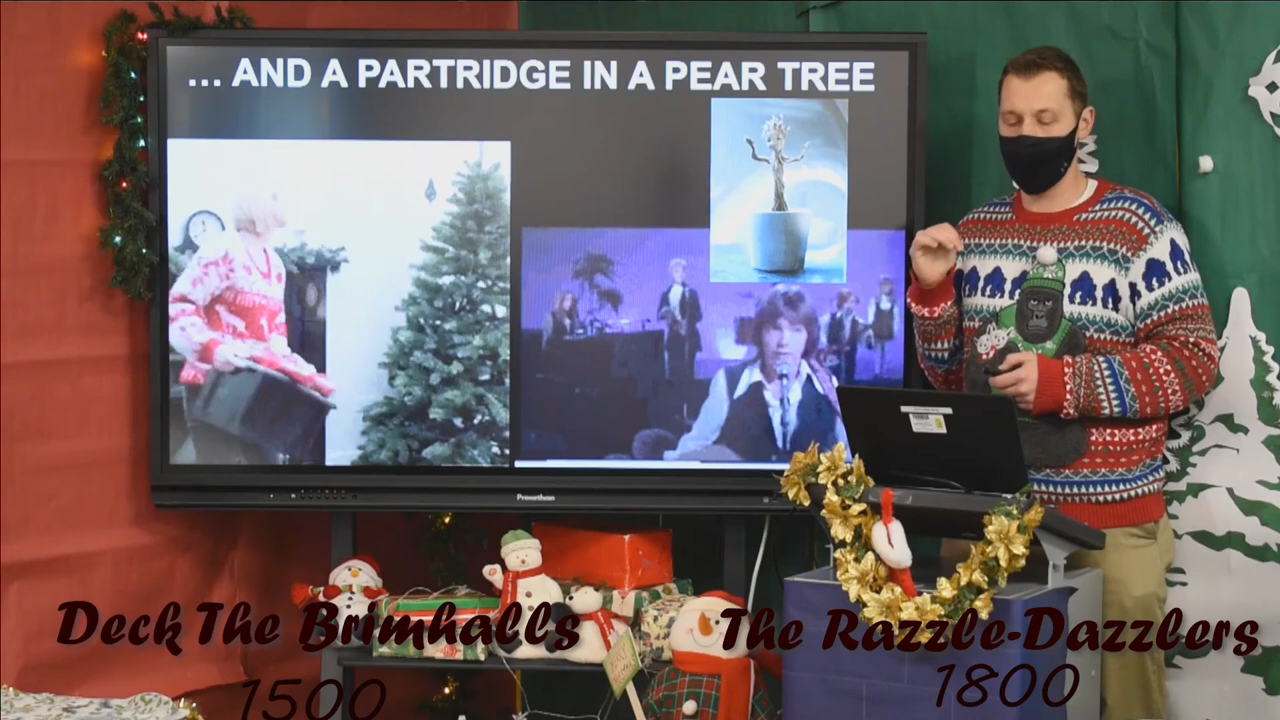 ... AND A PARTRIDGE IN A PEAR TREE
Promethean
Deck The Brimhalls
The Razzle-Dazzlers
1500
1800